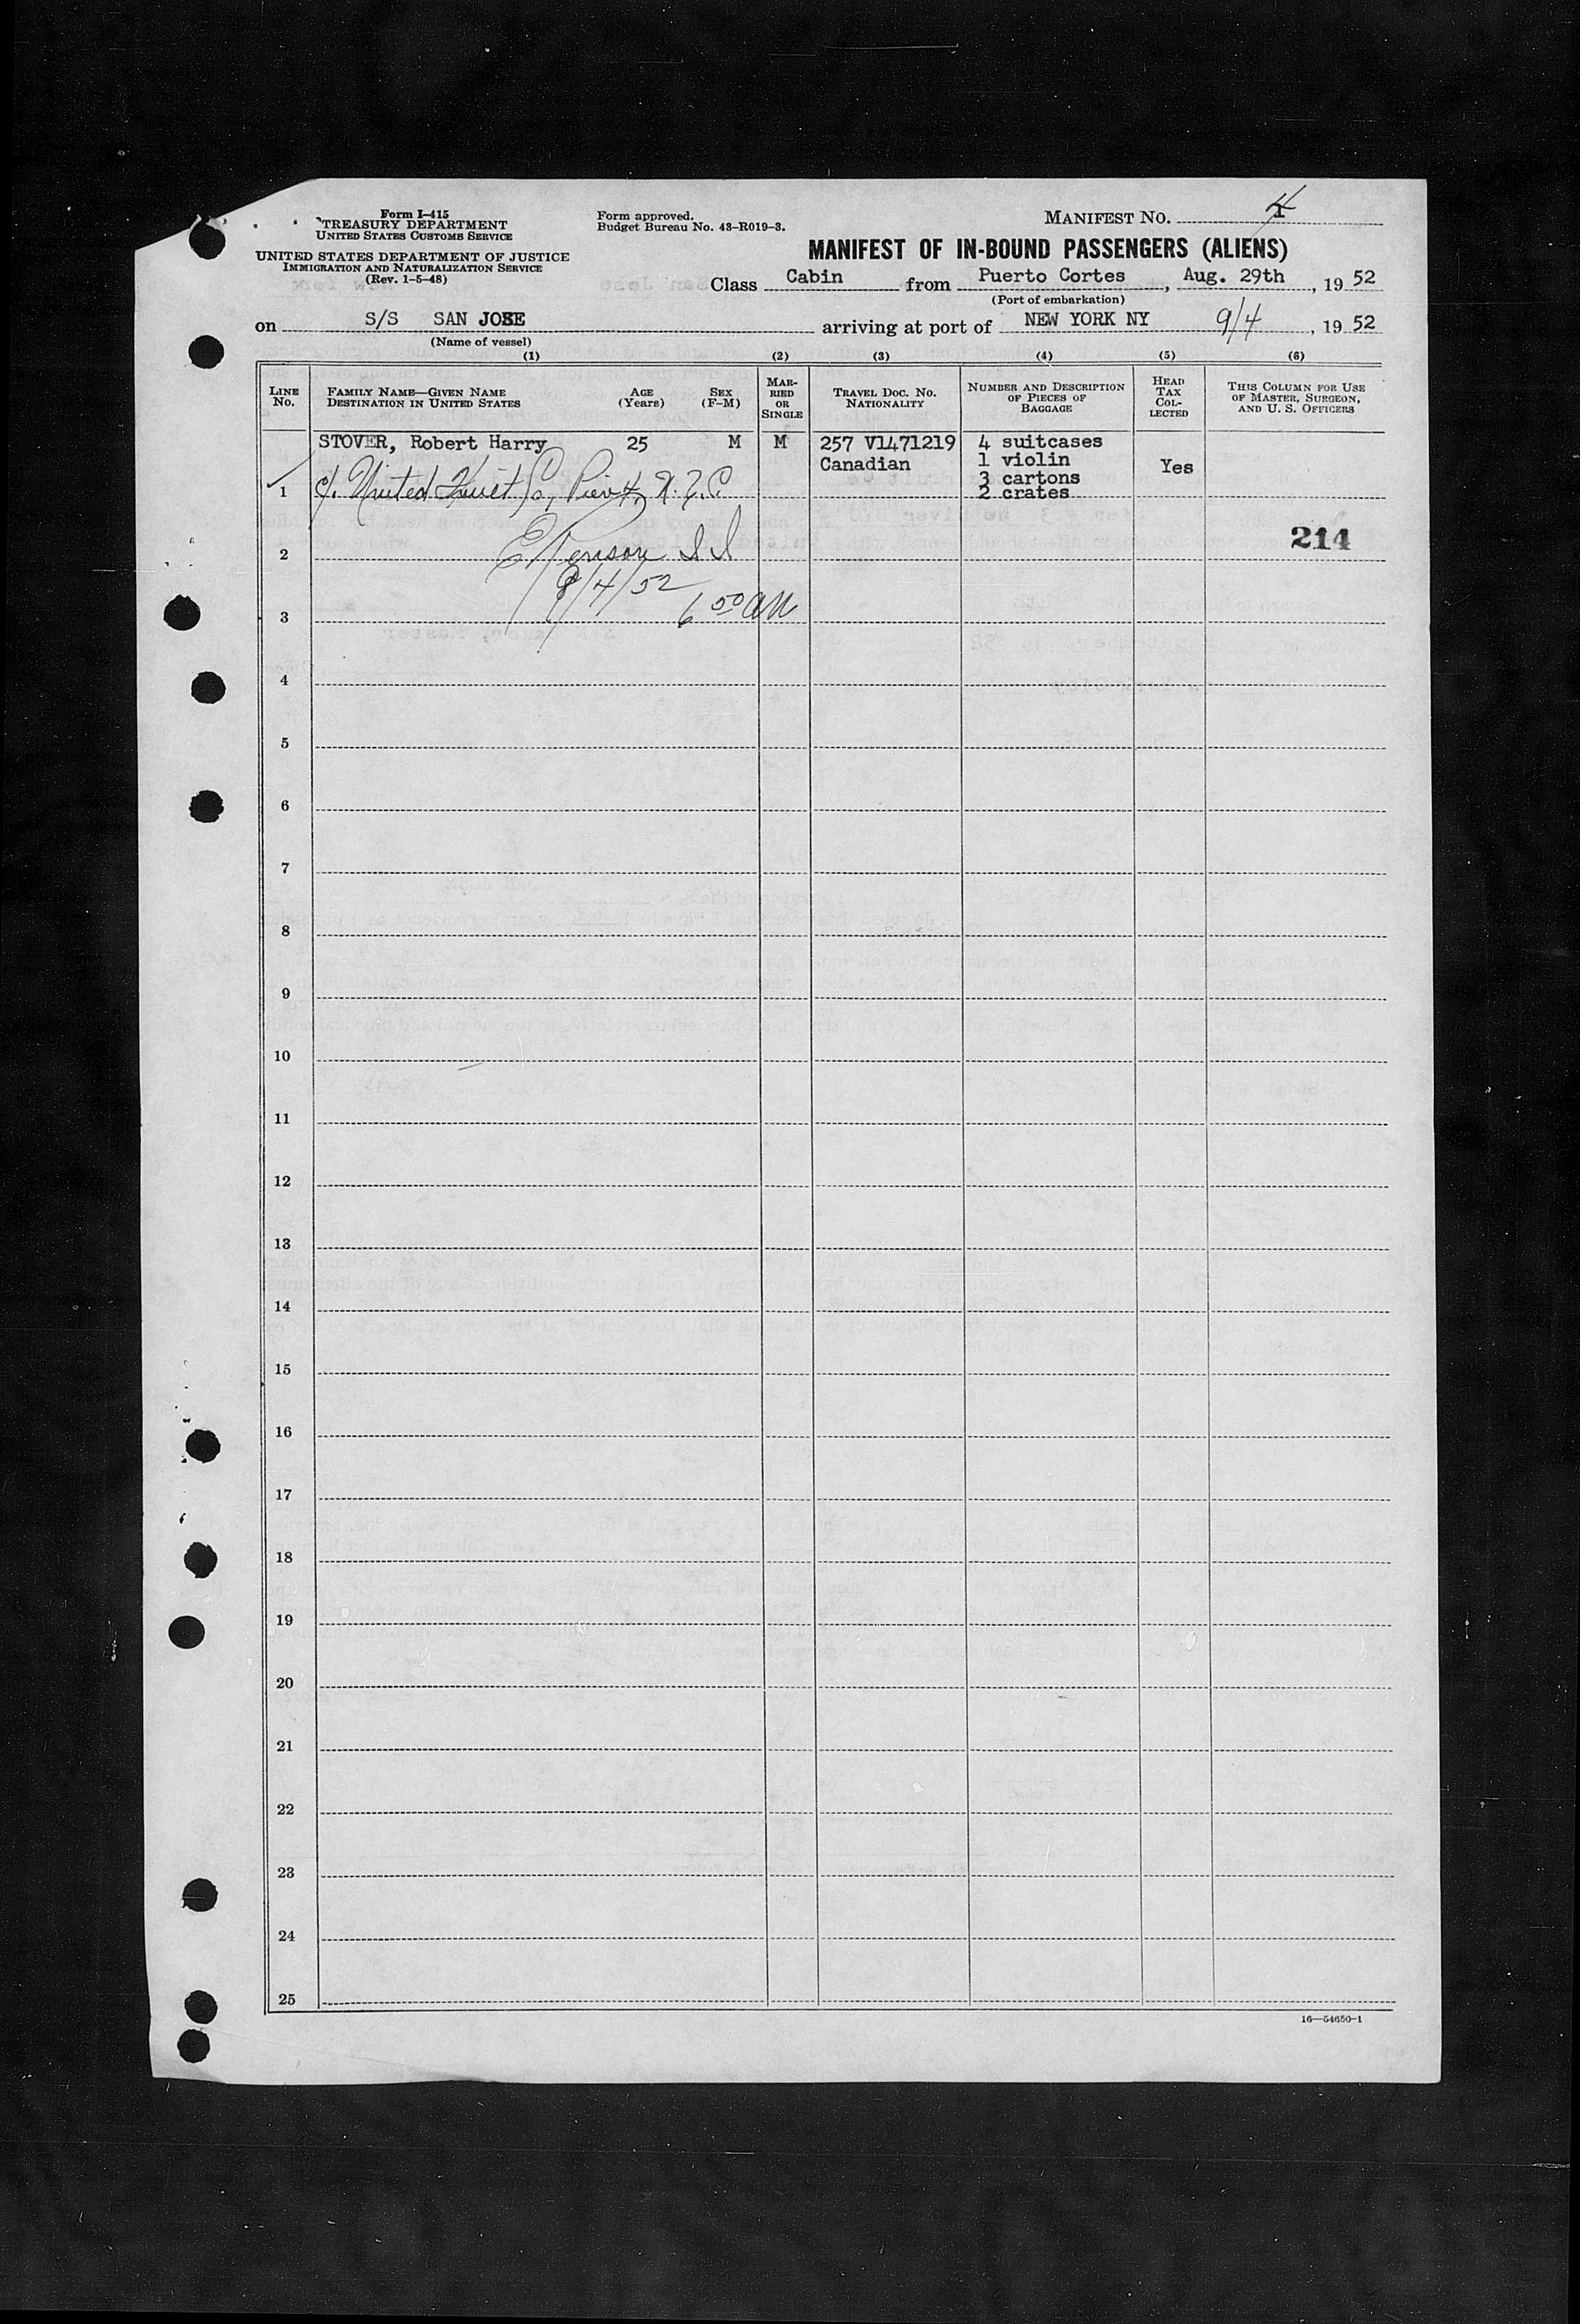 Form I-415
TREASURY DEPARTMENT
UNITED STATES CUSTOMS SERVICE
UNITED STATES DEPARTMENT OF JUSTICE
IMMIGRATION AND NATURALIZATION SERVICE
(Rev. 1-5-48)
Form approved.
Budget Bureau No. 43-R019-3.
MANIFEST NO. 4
MANIFEST OF IN-BOUND PASSENGERS (ALIENS)
Class Cabin from Puerto Cortes, Aug. 29th, 19 52
(Port of embarkation)
on S/S SAN JOSE arriving at port of NEW YORK NY 9/4, 19 52
(Name of vessel)
(1) (2) (3) (4) (5) (6)
LINE No.
FAMILY NAME—GIVEN NAME
DESTINATION IN UNITED STATES
AGE (Years)
SEX (F-M)
MARRIED OR SINGLE
TRAVEL DOC. NO.
NATIONALITY
NUMBER AND DESCRIPTION OF PIECES OF BAGGAGE
HEAD TAX COLLECTED
THIS COLUMN FOR USE OF MASTER, SURGEON, AND U. S. OFFICERS
STOVER, Robert Harry 25 M M 257 V1471219 4 suitcases
Canadian 1 violin Yes
3 cartons
1 c/. United Fruit Co, Pier 4, N.Y.C. 2 crates
214
2
9/4/52
6 50 AM
3
4
5
6
7
8
9
10
11
12
13
14
15
16
17
18
19
20
21
22
23
24
25
16—54650-1